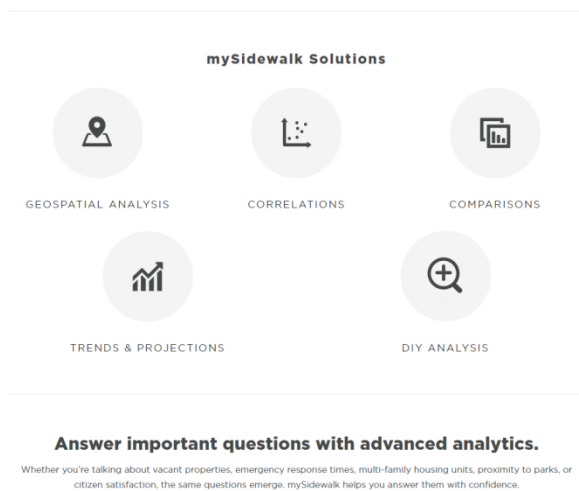 mySidewalk Solutions
GEOSPATIAL ANALYSIS
CORRELATIONS
COMPARISONS
TRENDS & PROJECTIONS
DIY ANALYSIS
Answer important questions with advanced analytics.
Whether you're talking about vacant properties, emergency response times, multi-family housing units, proximity to parks, or
citizen satisfaction, the same questions emerge. mySidewalk helps you answer them with confidence.